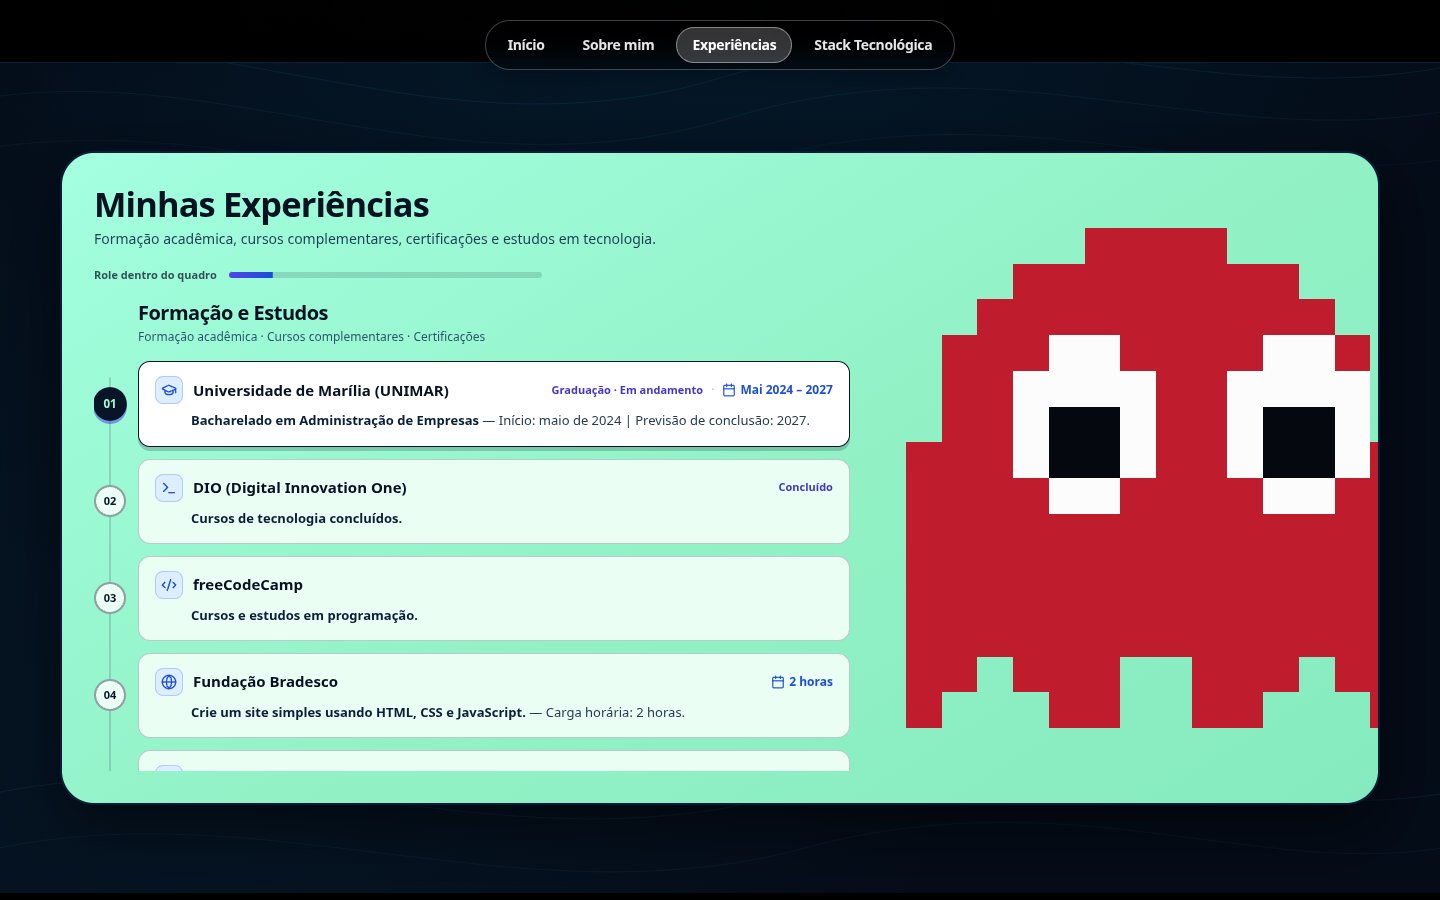 Início Sobre mim Experiências Stack Tecnológica
Minhas Experiências
Formação acadêmica, cursos complementares, certificações e estudos em tecnologia.
Role dentro do quadro
Formação e Estudos
Formação acadêmica · Cursos complementares · Certificações
01
Universidade de Marília (UNIMAR) Graduação · Em andamento · Mai 2024 – 2027
Bacharelado em Administração de Empresas — Início: maio de 2024 | Previsão de conclusão: 2027.
02
DIO (Digital Innovation One) Concluído
Cursos de tecnologia concluídos.
03
freeCodeCamp
Cursos e estudos em programação.
04
Fundação Bradesco 2 horas
Crie um site simples usando HTML, CSS e JavaScript. — Carga horária: 2 horas.